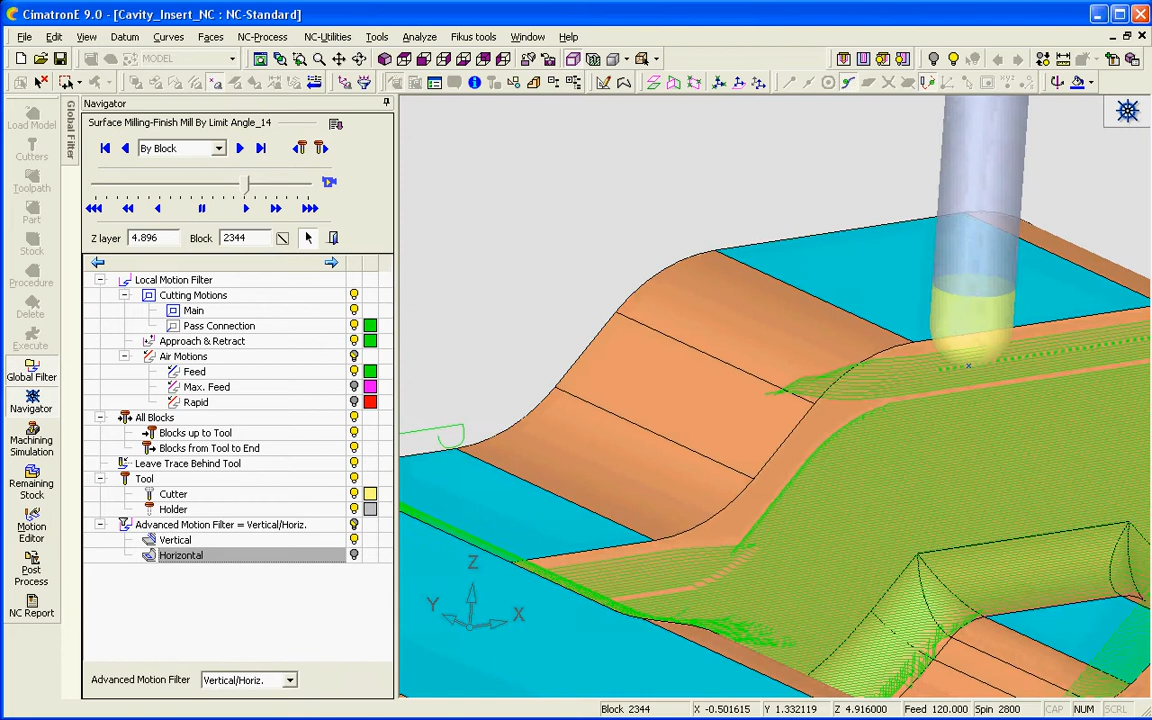 CimatronE 9.0 - [Cavity_Insert_NC : NC-Standard]
File Edit View Datum Curves Faces NC-Process NC-Utilities Tools Analyze Fikus tools Window Help
MODEL
Load Model
Cutters
Toolpath
Part
Stock
Procedure
Delete
Execute
Global Filter
Navigator
Machining Simulation
Remaining Stock
Motion Editor
Post Process
NC Report
Global Filter
Navigator
Surface Milling-Finish Mill By Limit Angle_14
By Block
Z layer 4.896 Block 2344
Local Motion Filter
Cutting Motions
Main
Pass Connection
Approach & Retract
Air Motions
Feed
Max. Feed
Rapid
All Blocks
Blocks up to Tool
Blocks from Tool to End
Leave Trace Behind Tool
Tool
Cutter
Holder
Advanced Motion Filter = Vertical/Horiz.
Vertical
Horizontal
Advanced Motion Filter Vertical/Horiz.
Z
Y
X
Block 2344 X -0.501615 Y 1.332119 Z 4.916000 Feed 120.000 Spin 2800 CAP NUM SCRL